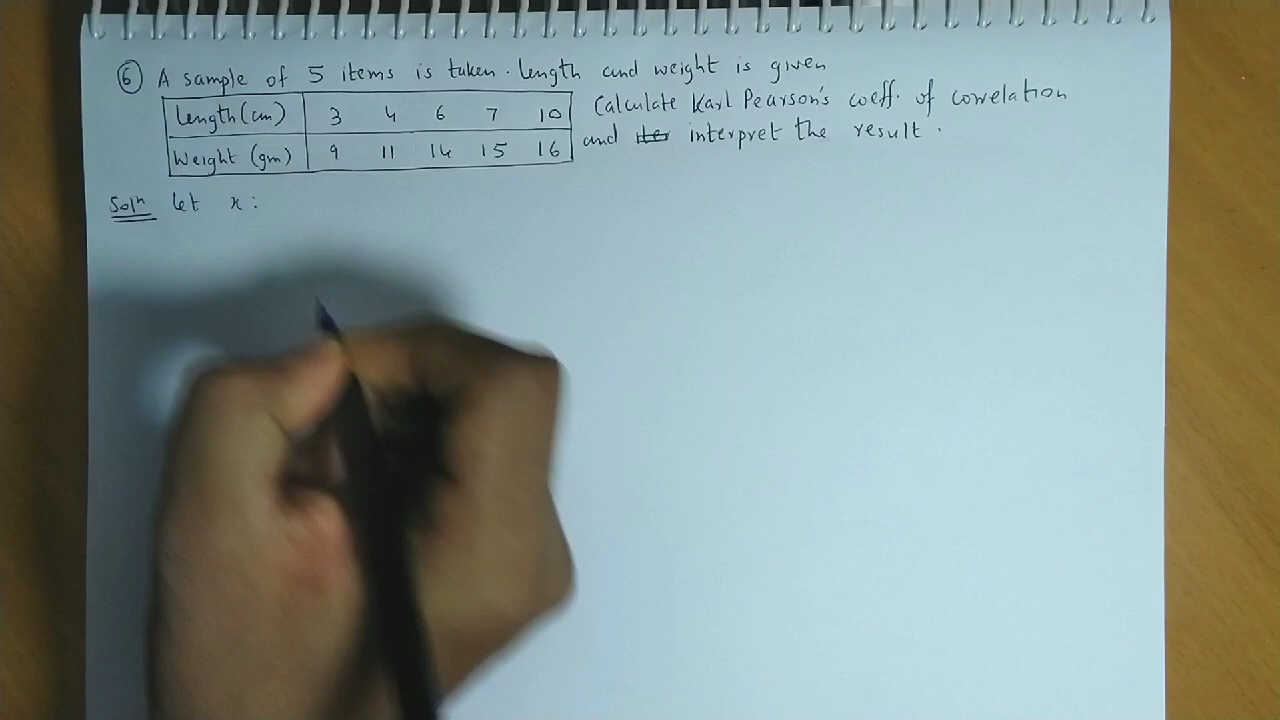 6 A sample of 5 items is taken. Length and weight is given
Length (cm) 3 4 6 7 10 Calculate Karl Pearson's coeff. of correlation
Weight (gm) 9 11 14 15 16 and interpret the result.
Solⁿ let x: